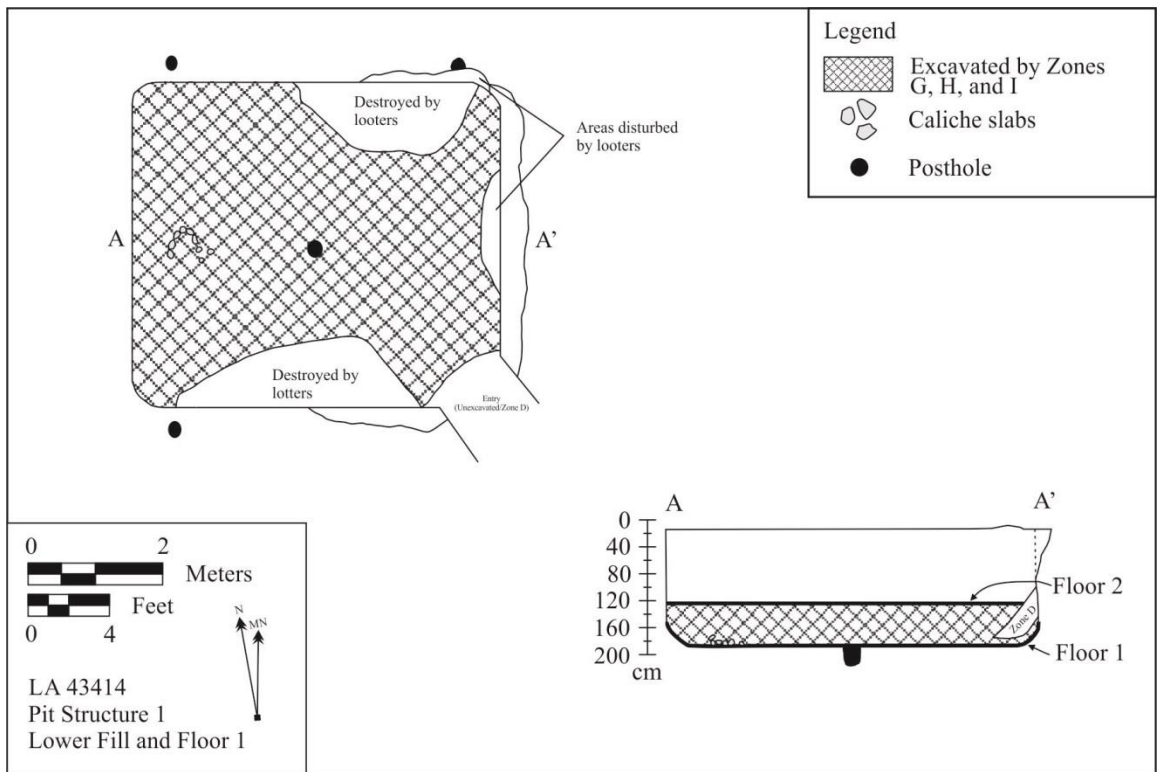 Legend
Excavated by Zones
G, H, and I
Caliche slabs
Posthole
Destroyed by
looters
Areas disturbed
by looters
A
A'
Destroyed by
lotters
Entry
(Unexcavated/Zone D)
A
A'
0
40
80
120
160
200
cm
Floor 2
Zone D
Floor 1
0 2
Meters
Feet
0 4
N
MN
LA 43414
Pit Structure 1
Lower Fill and Floor 1